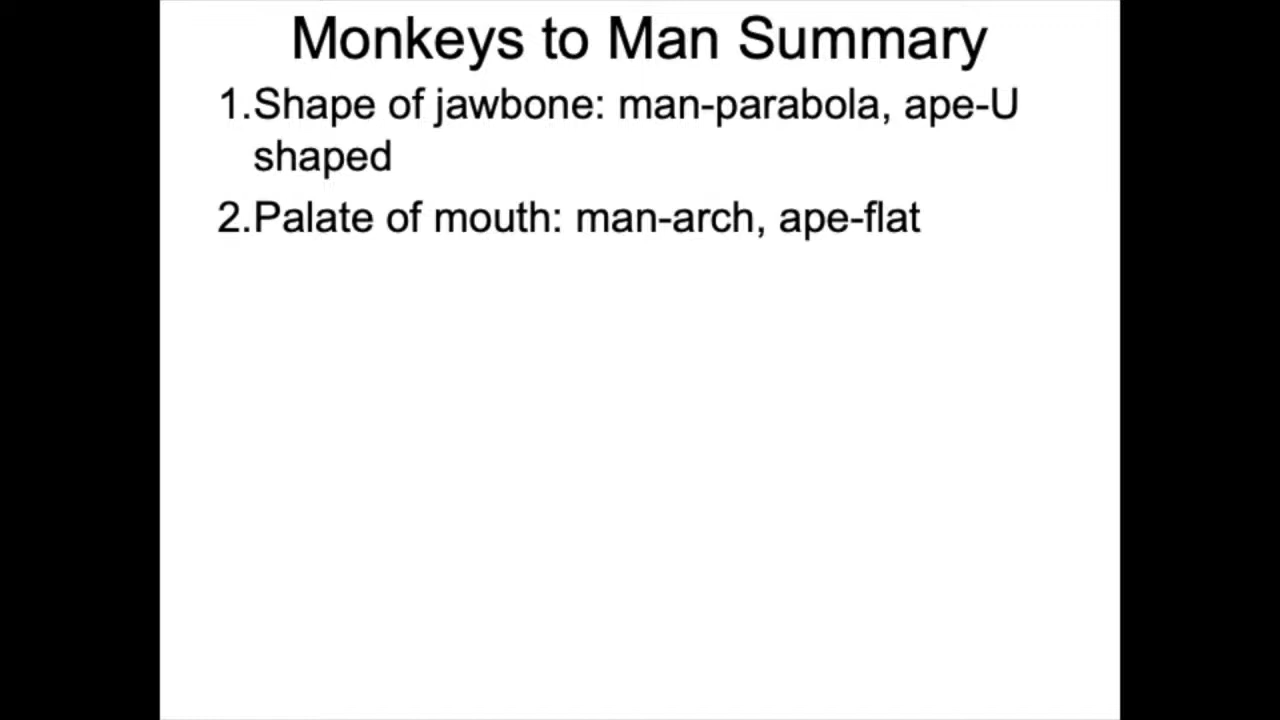 Monkeys to Man Summary
1.Shape of jawbone: man-parabola, ape-U
shaped
2.Palate of mouth: man-arch, ape-flat